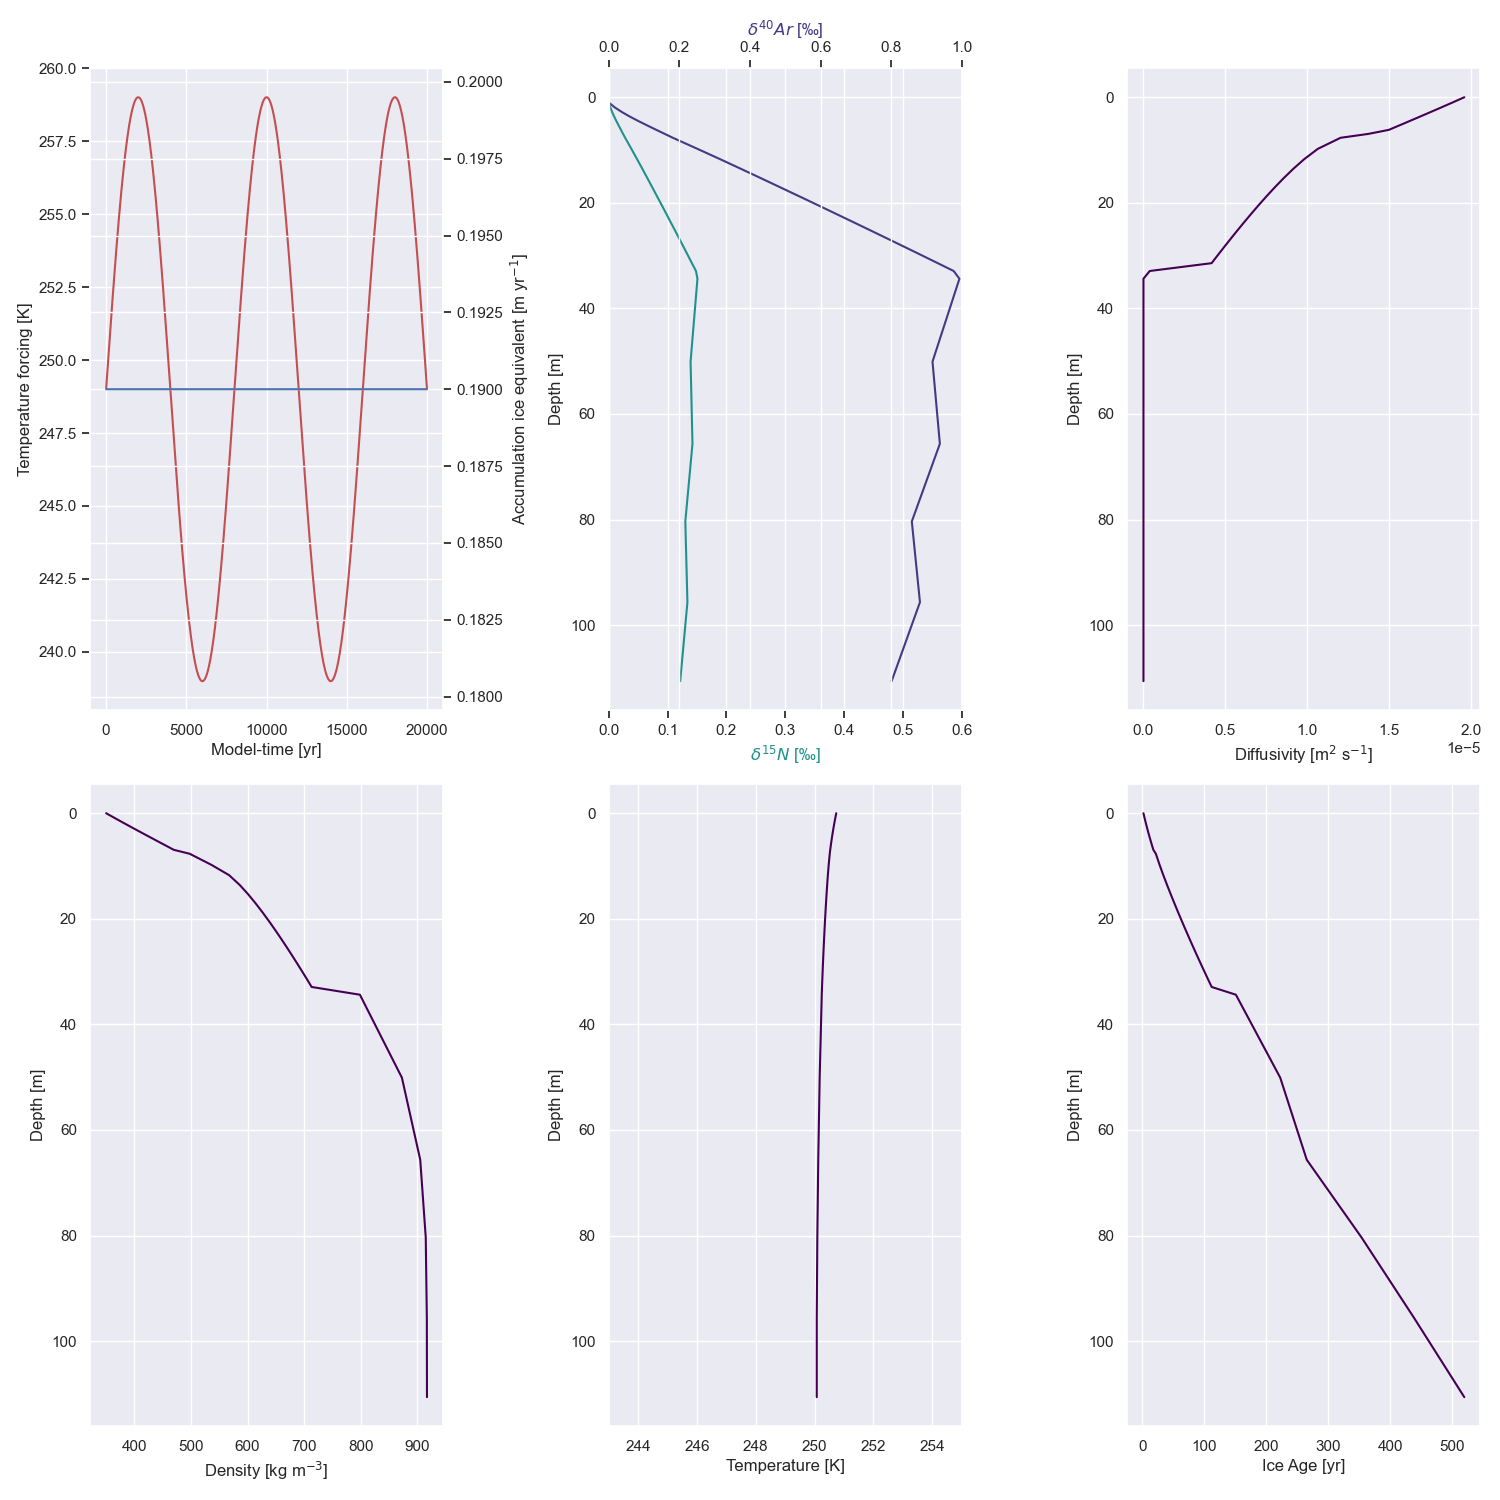 δ⁴⁰Ar [‰]
0.0 0.2 0.4 0.6 0.8 1.0
260.0
257.5
255.0
252.5
250.0
247.5
245.0
242.5
240.0
Temperature forcing [K]
0 5000 10000 15000 20000
Model-time [yr]
0.2000
0.1975
0.1950
0.1925
0.1900
0.1875
0.1850
0.1825
0.1800
Accumulation ice equivalent [m yr⁻¹]
0
20
40
60
80
100
Depth [m]
0.0 0.1 0.2 0.3 0.4 0.5 0.6
δ¹⁵N [‰]
0
20
40
60
80
100
Depth [m]
0.0 0.5 1.0 1.5 2.0
1e−5
Diffusivity [m² s⁻¹]
0
20
40
60
80
100
Depth [m]
400 500 600 700 800 900
Density [kg m⁻³]
0
20
40
60
80
100
Depth [m]
244 246 248 250 252 254
Temperature [K]
0
20
40
60
80
100
Depth [m]
0 100 200 300 400 500
Ice Age [yr]